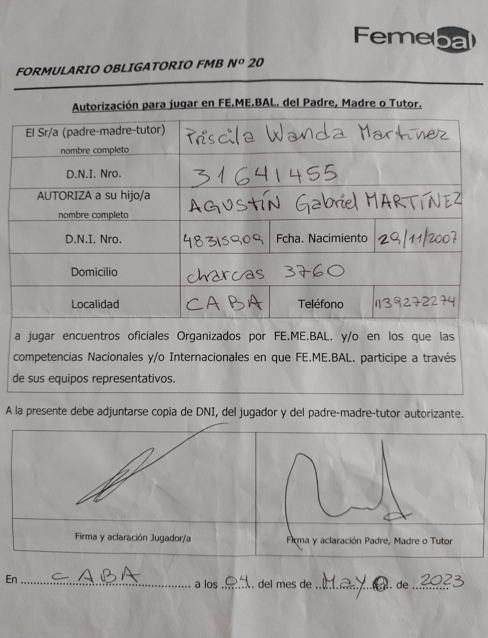 Femebal
FORMULARIO OBLIGATORIO FMB Nº 20
Autorización para jugar en FE.ME.BAL. del Padre, Madre o Tutor.
El Sr/a (padre-madre-tutor) Priscila Wanda Martínez
nombre completo
D.N.I. Nro. 31641455
AUTORIZA a su hijo/a AGUSTÍN Gabriel MARTÍNEZ
nombre completo
D.N.I. Nro. 48315909 Fcha. Nacimiento 29/11/2007
Domicilio charcas 3760
Localidad CABA Teléfono 1139272274
a jugar encuentros oficiales Organizados por FE.ME.BAL. y/o en los que las
competencias Nacionales y/o Internacionales en que FE.ME.BAL. participe a través
de sus equipos representativos.
A la presente debe adjuntarse copia de DNI, del jugador y del padre-madre-tutor autorizante.
Firma y aclaración Jugador/a Firma y aclaración Padre, Madre o Tutor
En CABA a los 04. del mes de Mayo de 2023